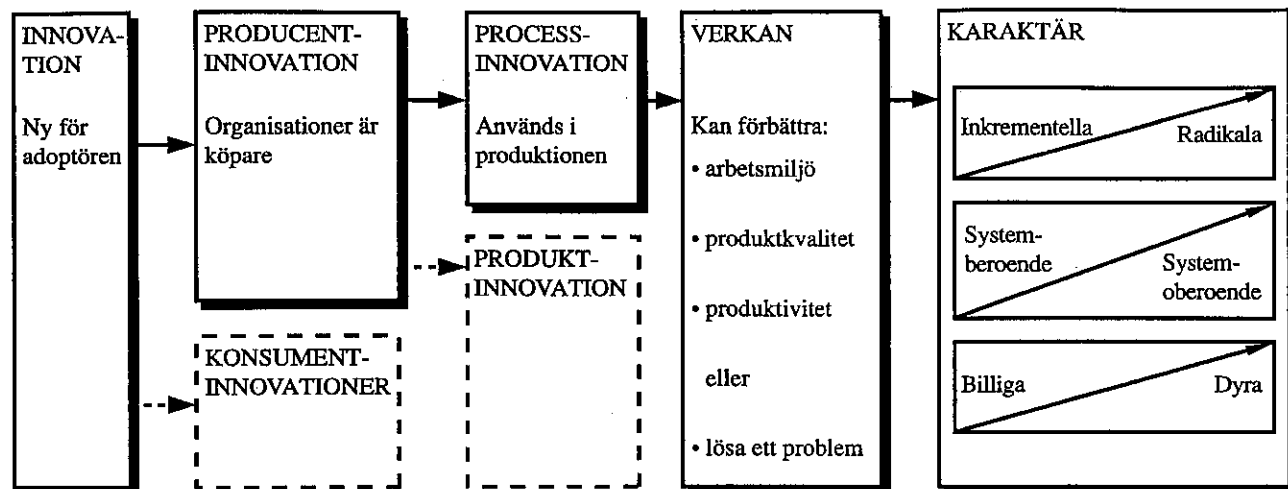 INNOVA-
TION
Ny för
adoptören
PRODUCENT-
INNOVATION
Organisationer är
köpare
KONSUMENT-
INNOVATIONER
PROCESS-
INNOVATION
Används i
produktionen
PRODUKT-
INNOVATION
VERKAN
Kan förbättra:
• arbetsmiljö
• produktkvalitet
• produktivitet
eller
• lösa ett problem
KARAKTÄR
Inkrementella
Radikala
System-
beroende
System-
oberoende
Billiga
Dyra